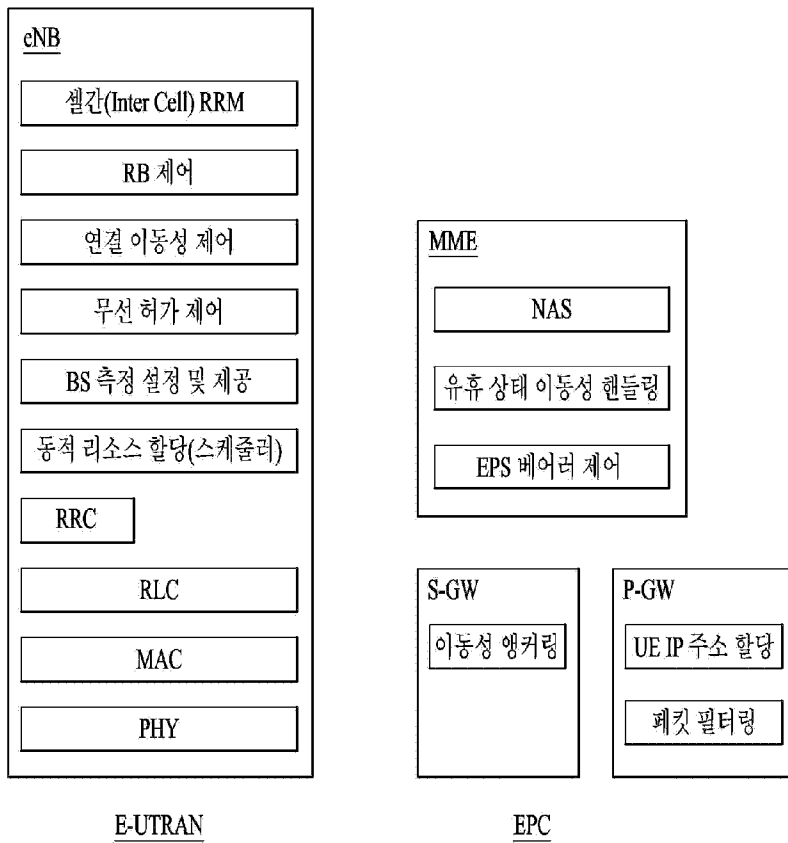 eNB
셀간(Inter Cell) RRM
RB 제어
연결 이동성 제어
무선 허가 제어
BS 측정 설정 및 제공
동적 리소스 할당(스케줄러)
RRC
RLC
MAC
PHY
E-UTRAN
MME
NAS
유휴 상태 이동성 핸들링
EPS 베어러 제어
S-GW
이동성 앵커링
P-GW
UE IP 주소 할당
페킷 필터링
EPC